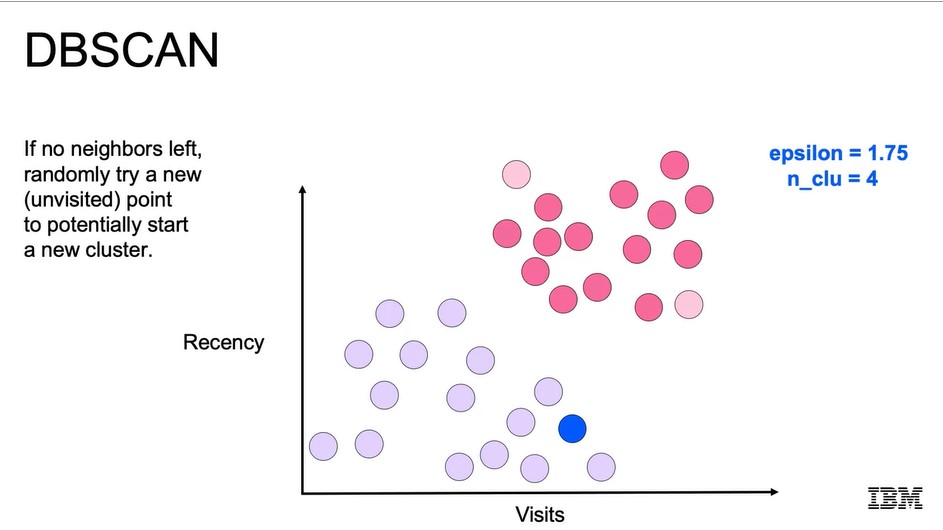 DBSCAN
If no neighbors left,
randomly try a new
(unvisited) point
to potentially start
a new cluster.
epsilon = 1.75
n_clu = 4
Recency
Visits
IBM